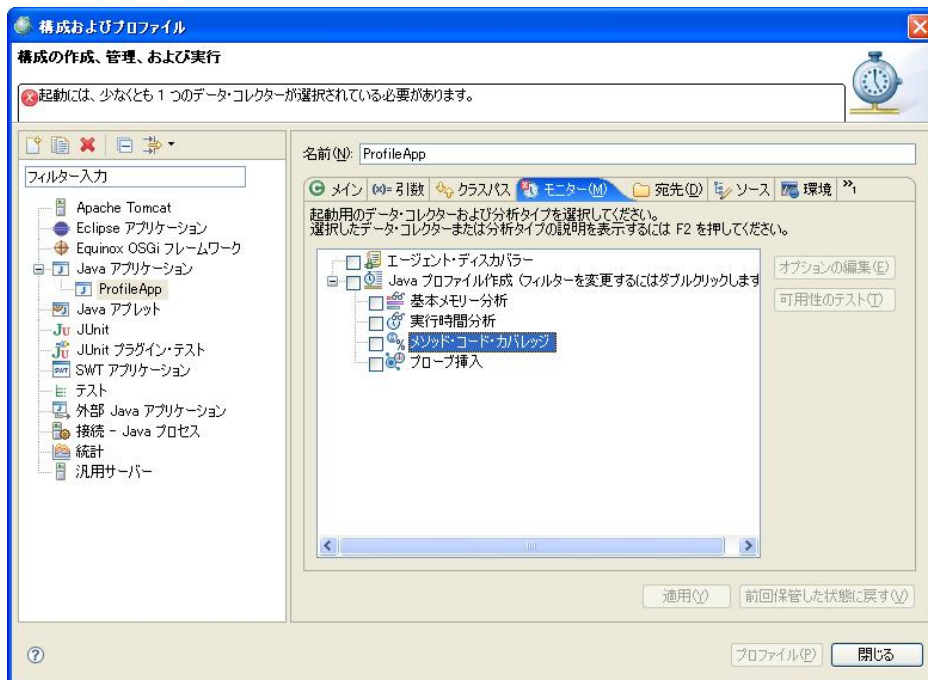 構成およびプロファイル
構成の作成、管理、および実行
起動には、少なくとも 1 つのデータ・コレクターが選択されている必要があります。
フィルター入力
Apache Tomcat
Eclipse アプリケーション
Equinox OSGi フレームワーク
Java アプリケーション
ProfileApp
Java アプレット
JUnit
JUnit プラグイン・テスト
SWT アプリケーション
テスト
外部 Java アプリケーション
接続 - Java プロセス
統計
汎用サーバー
名前(N): ProfileApp
メイン (x)= 引数 クラスパス モニター(M) 宛先(D) ソース 環境 »1
起動用のデータ・コレクターおよび分析タイプを選択してください。
選択したデータ・コレクターまたは分析タイプの説明を表示するには F2 を押してください。
エージェント・ディスカバラー
Java プロファイル作成 (フィルターを変更するにはダブルクリックします
基本メモリー分析
実行時間分析
メソッド・コード・カバレッジ
プローブ挿入
オプションの編集(E)
可用性のテスト(T)
適用(Y) 前回保管した状態に戻す(V)
プロファイル(P) 閉じる